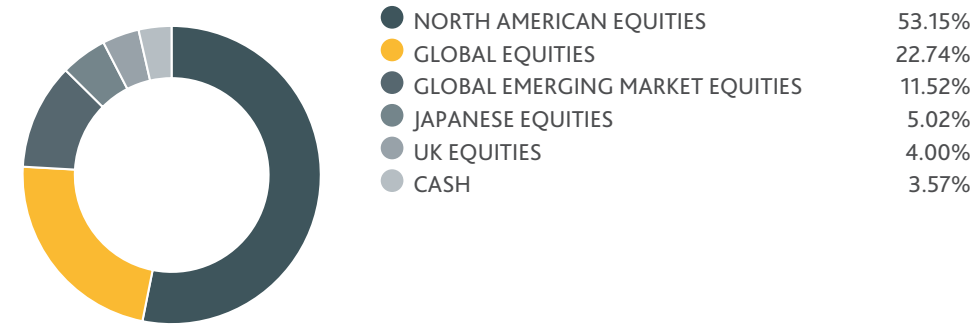 NORTH AMERICAN EQUITIES 53.15%
GLOBAL EQUITIES 22.74%
GLOBAL EMERGING MARKET EQUITIES 11.52%
JAPANESE EQUITIES 5.02%
UK EQUITIES 4.00%
CASH 3.57%